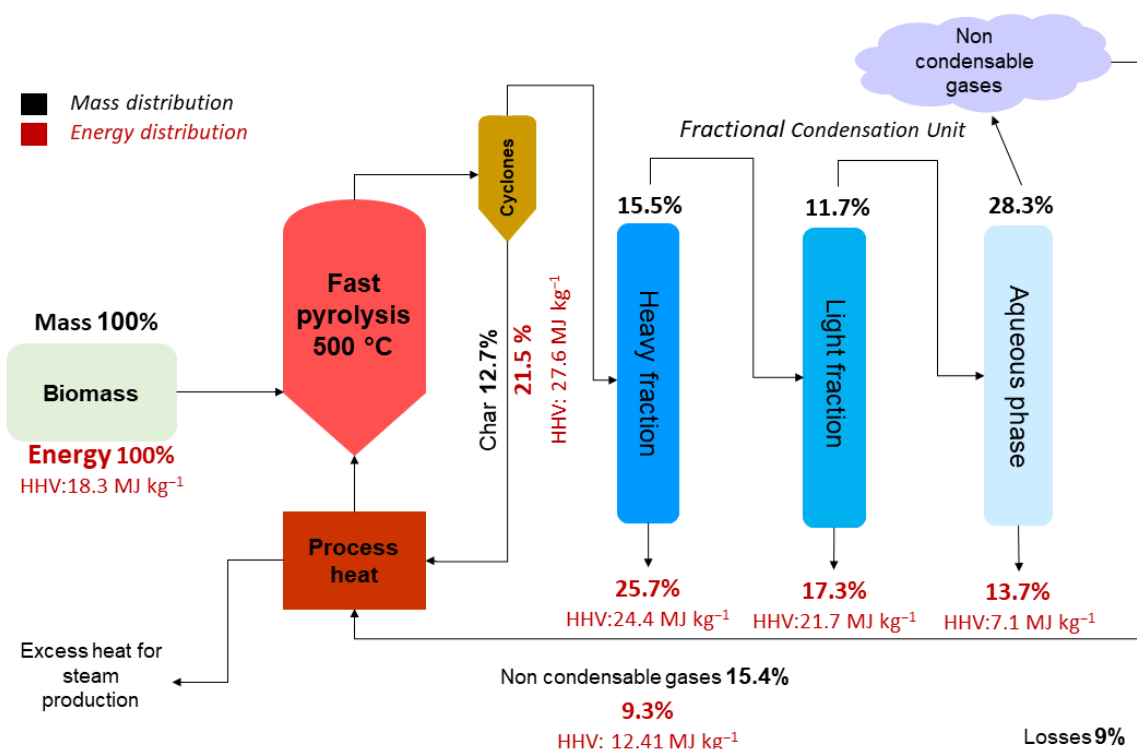 Non
condensable
gases
Mass distribution
Energy distribution
Fractional Condensation Unit
Cyclones
15.5%
11.7%
28.3%
Fast
pyrolysis
500 °C
Heavy fraction
Light fraction
Aqueous phase
Char 12.7%
21.5 %
HHV: 27.6 MJ kg⁻¹
Mass 100%
Biomass
Energy 100%
HHV:18.3 MJ kg⁻¹
Process
heat
25.7%
HHV:24.4 MJ kg⁻¹
17.3%
HHV:21.7 MJ kg⁻¹
13.7%
HHV:7.1 MJ kg⁻¹
Excess heat for
steam
production
Non condensable gases 15.4%
9.3%
HHV: 12.41 MJ kg⁻¹
Losses 9%